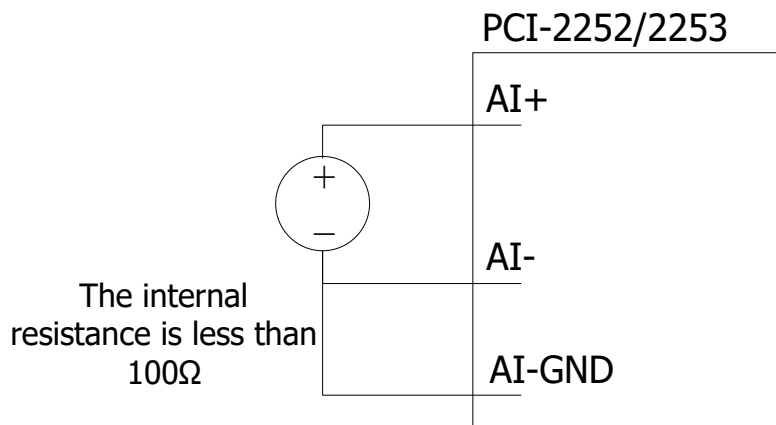 PCI-2252/2253
AI+
+
−
AI-
The internal
resistance is less than
100Ω
AI-GND